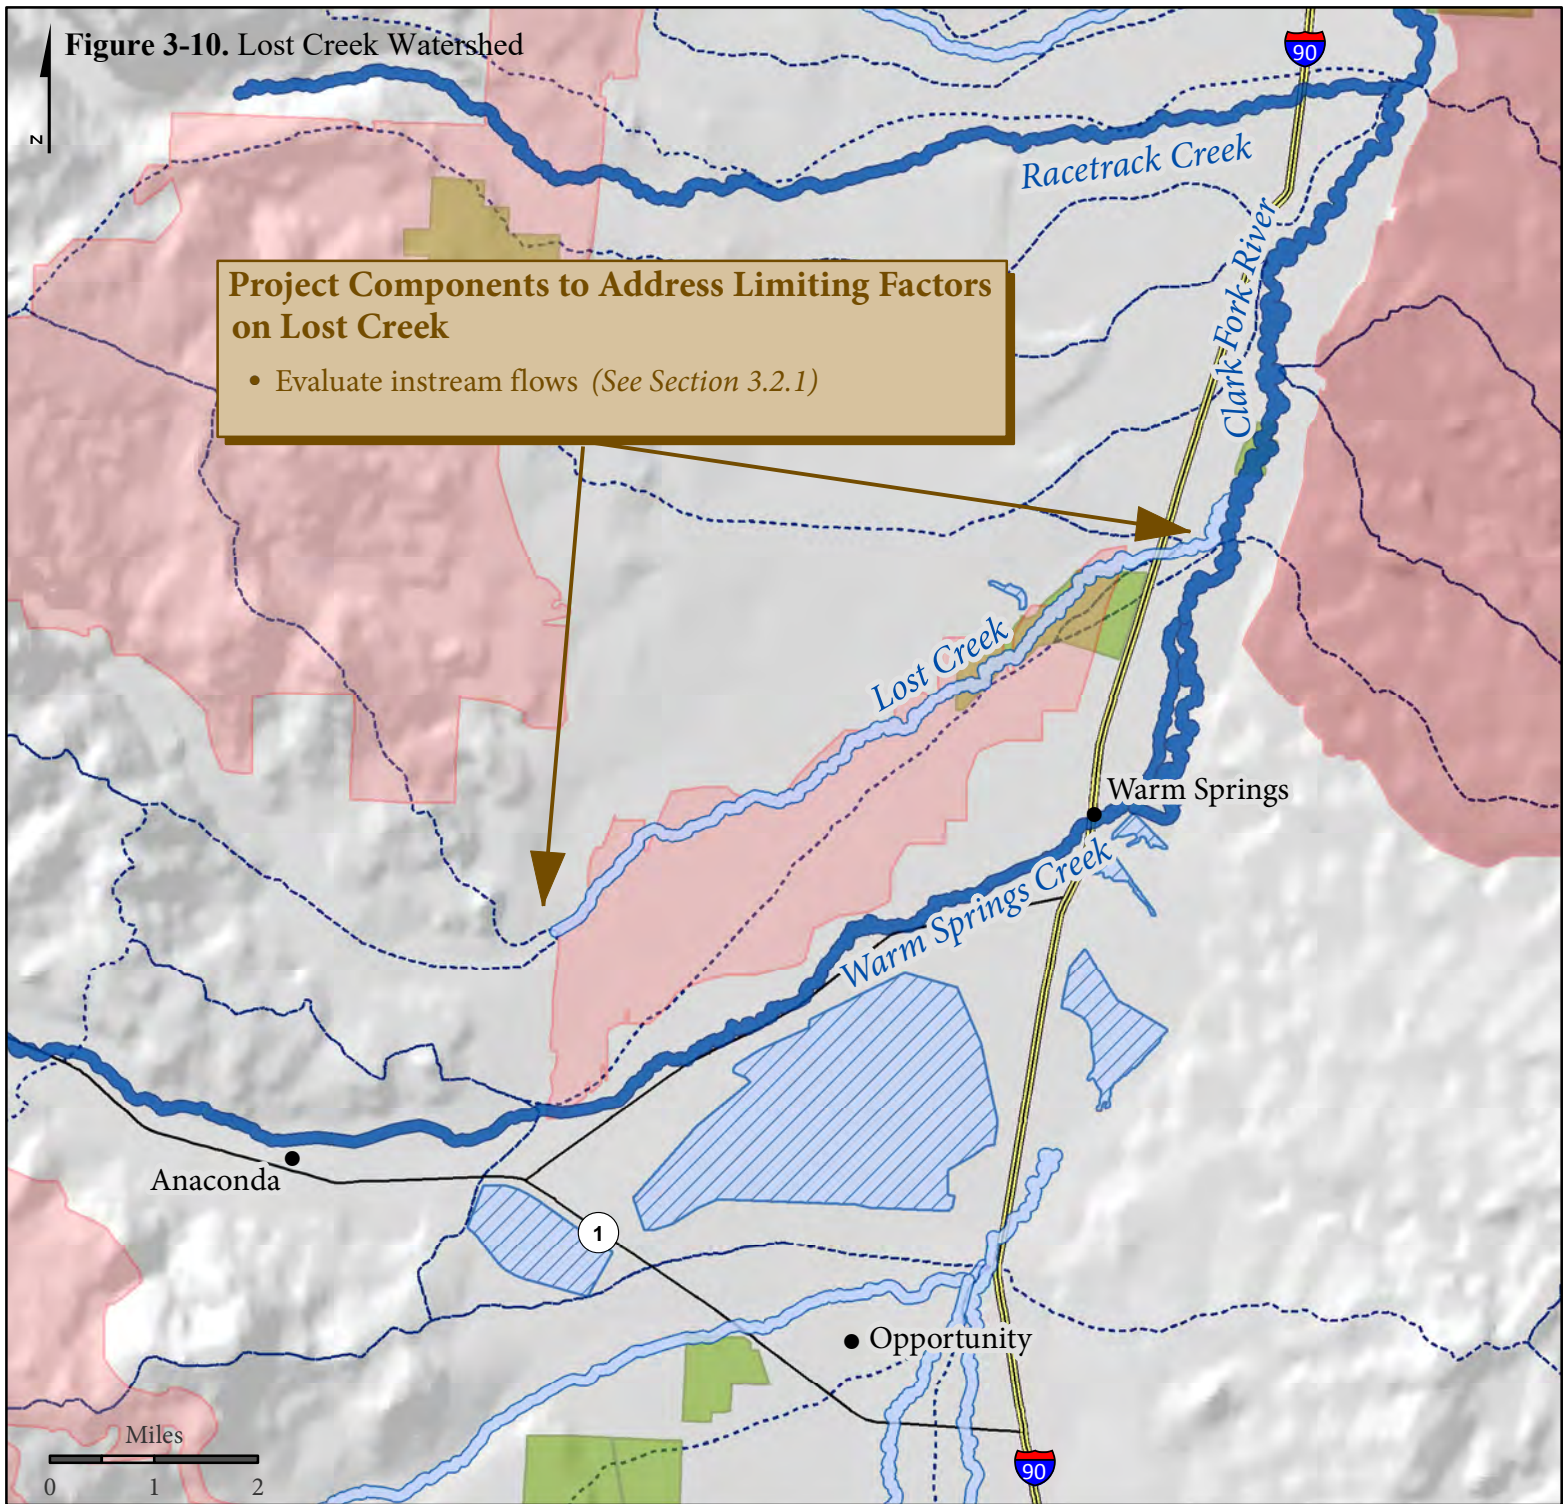 Figure 3-10. Lost Creek Watershed
90
N
Racetrack Creek
Clark Fork River
Project Components to Address Limiting Factors
on Lost Creek
• Evaluate instream flows (See Section 3.2.1)
Lost Creek
Warm Springs
Warm Springs Creek
Anaconda
1
Opportunity
Miles
0 1 2
90